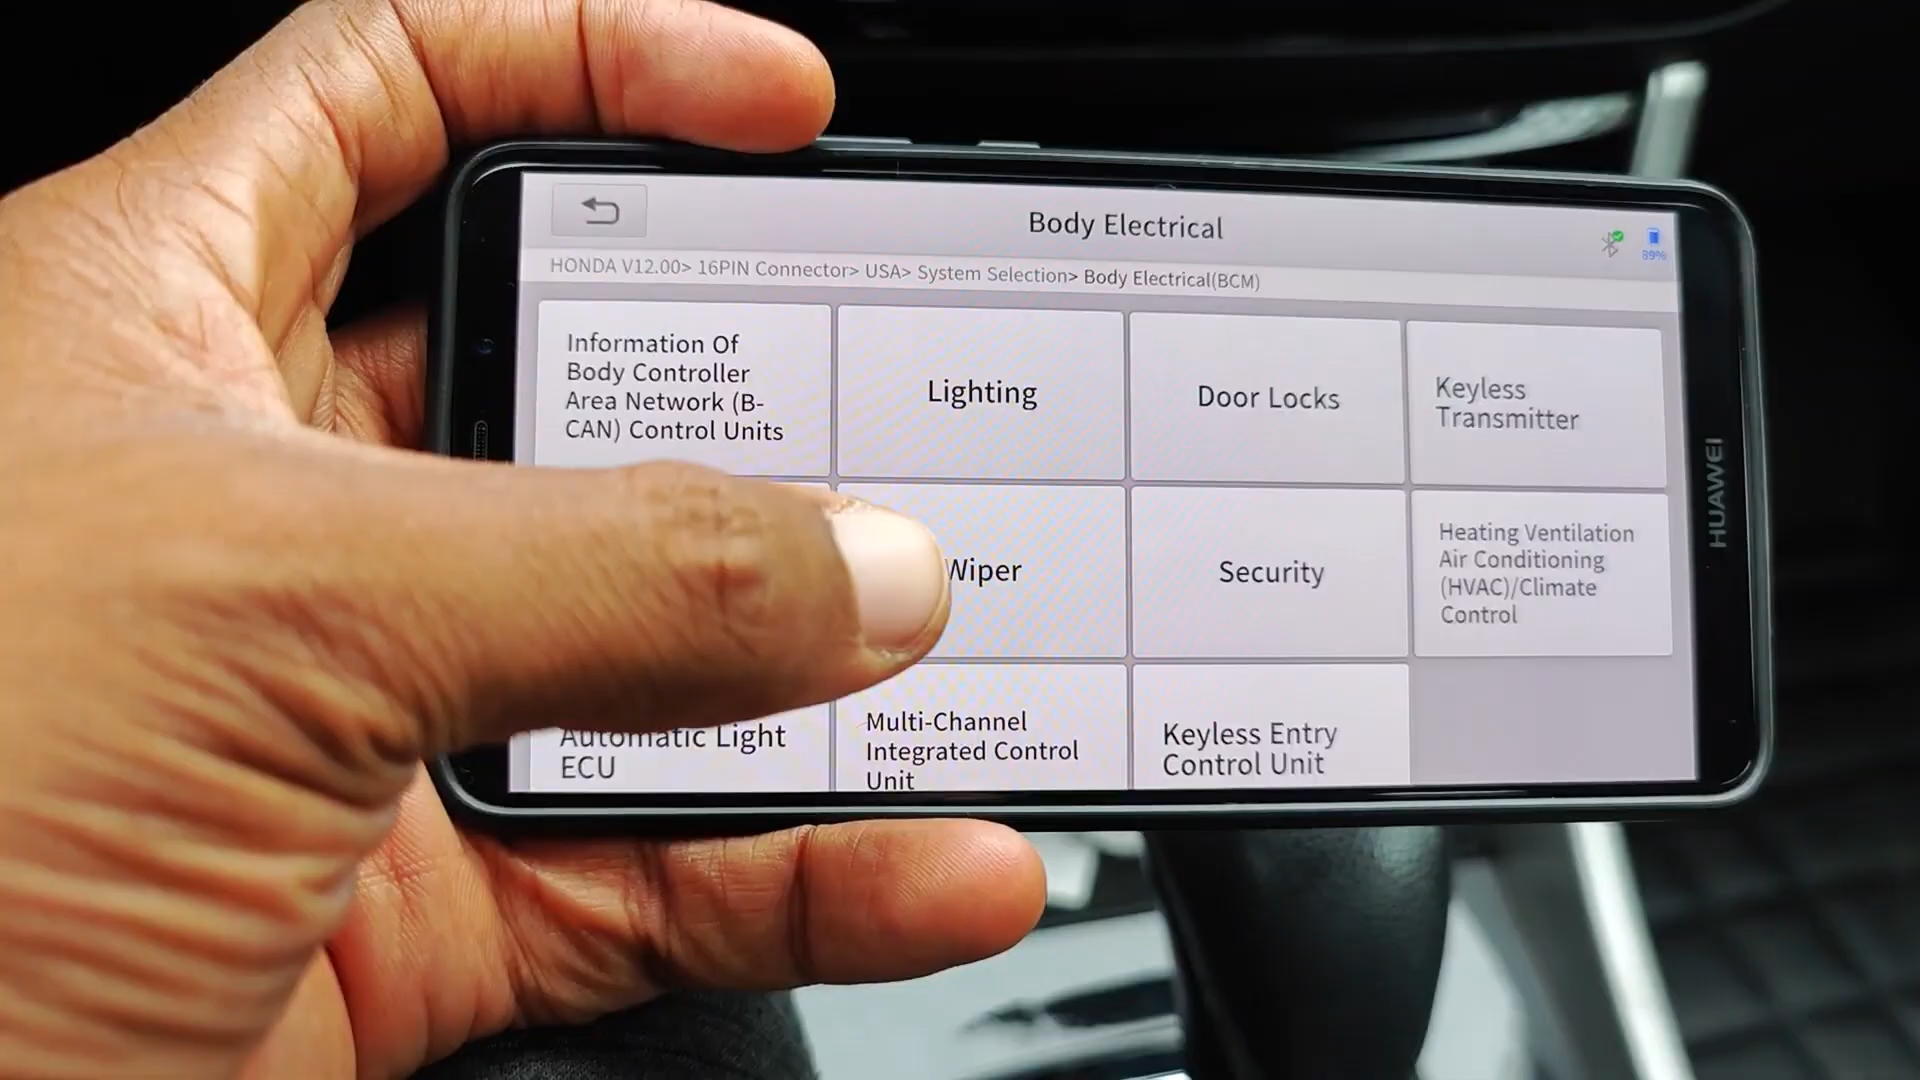 Body Electrical
89%
HONDA V12.00> 16PIN Connector> USA> System Selection> Body Electrical(BCM)
Information Of
Body Controller
Area Network (B-
CAN) Control Units
Lighting
Door Locks
Keyless
Transmitter
Wiper
Security
Heating Ventilation
Air Conditioning
(HVAC)/Climate
Control
Automatic Light
ECU
Multi-Channel
Integrated Control
Unit
Keyless Entry
Control Unit
HUAWEI